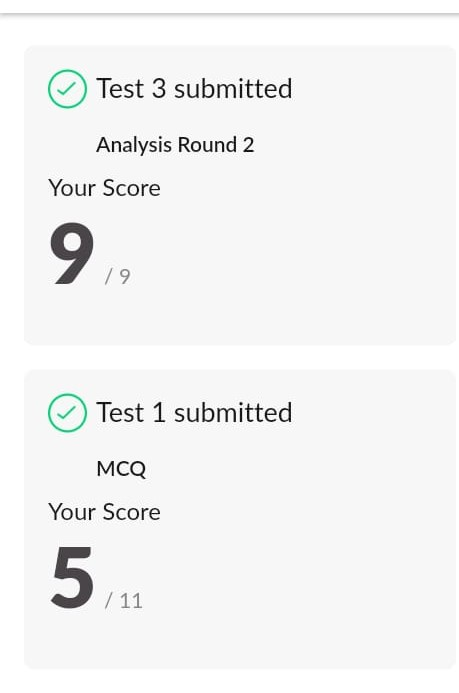 Test 3 submitted
Analysis Round 2
Your Score
9 / 9
Test 1 submitted
MCQ
Your Score
5 / 11